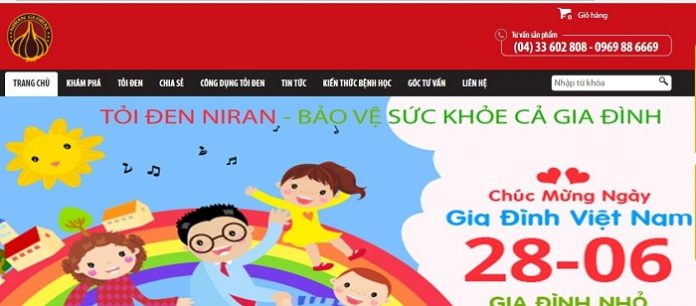 NIRAN GLOBAL
0
Giỏ hàng
Tư vấn sản phẩm
(04) 33 602 808 - 0969 88 6669
TRANG CHỦ KHÁM PHÁ TỎI ĐEN CHIA SẺ CÔNG DỤNG TỎI ĐEN TIN TỨC KIẾN THỨC BỆNH HỌC GÓC TƯ VẤN LIÊN HỆ Nhập từ khóa
TỎI ĐEN NIRAN - BẢO VỆ SỨC KHỎE CẢ GIA ĐÌNH
Chúc Mừng Ngày
Gia Đình Việt Nam
28-06
GIA ĐÌNH NHỎ